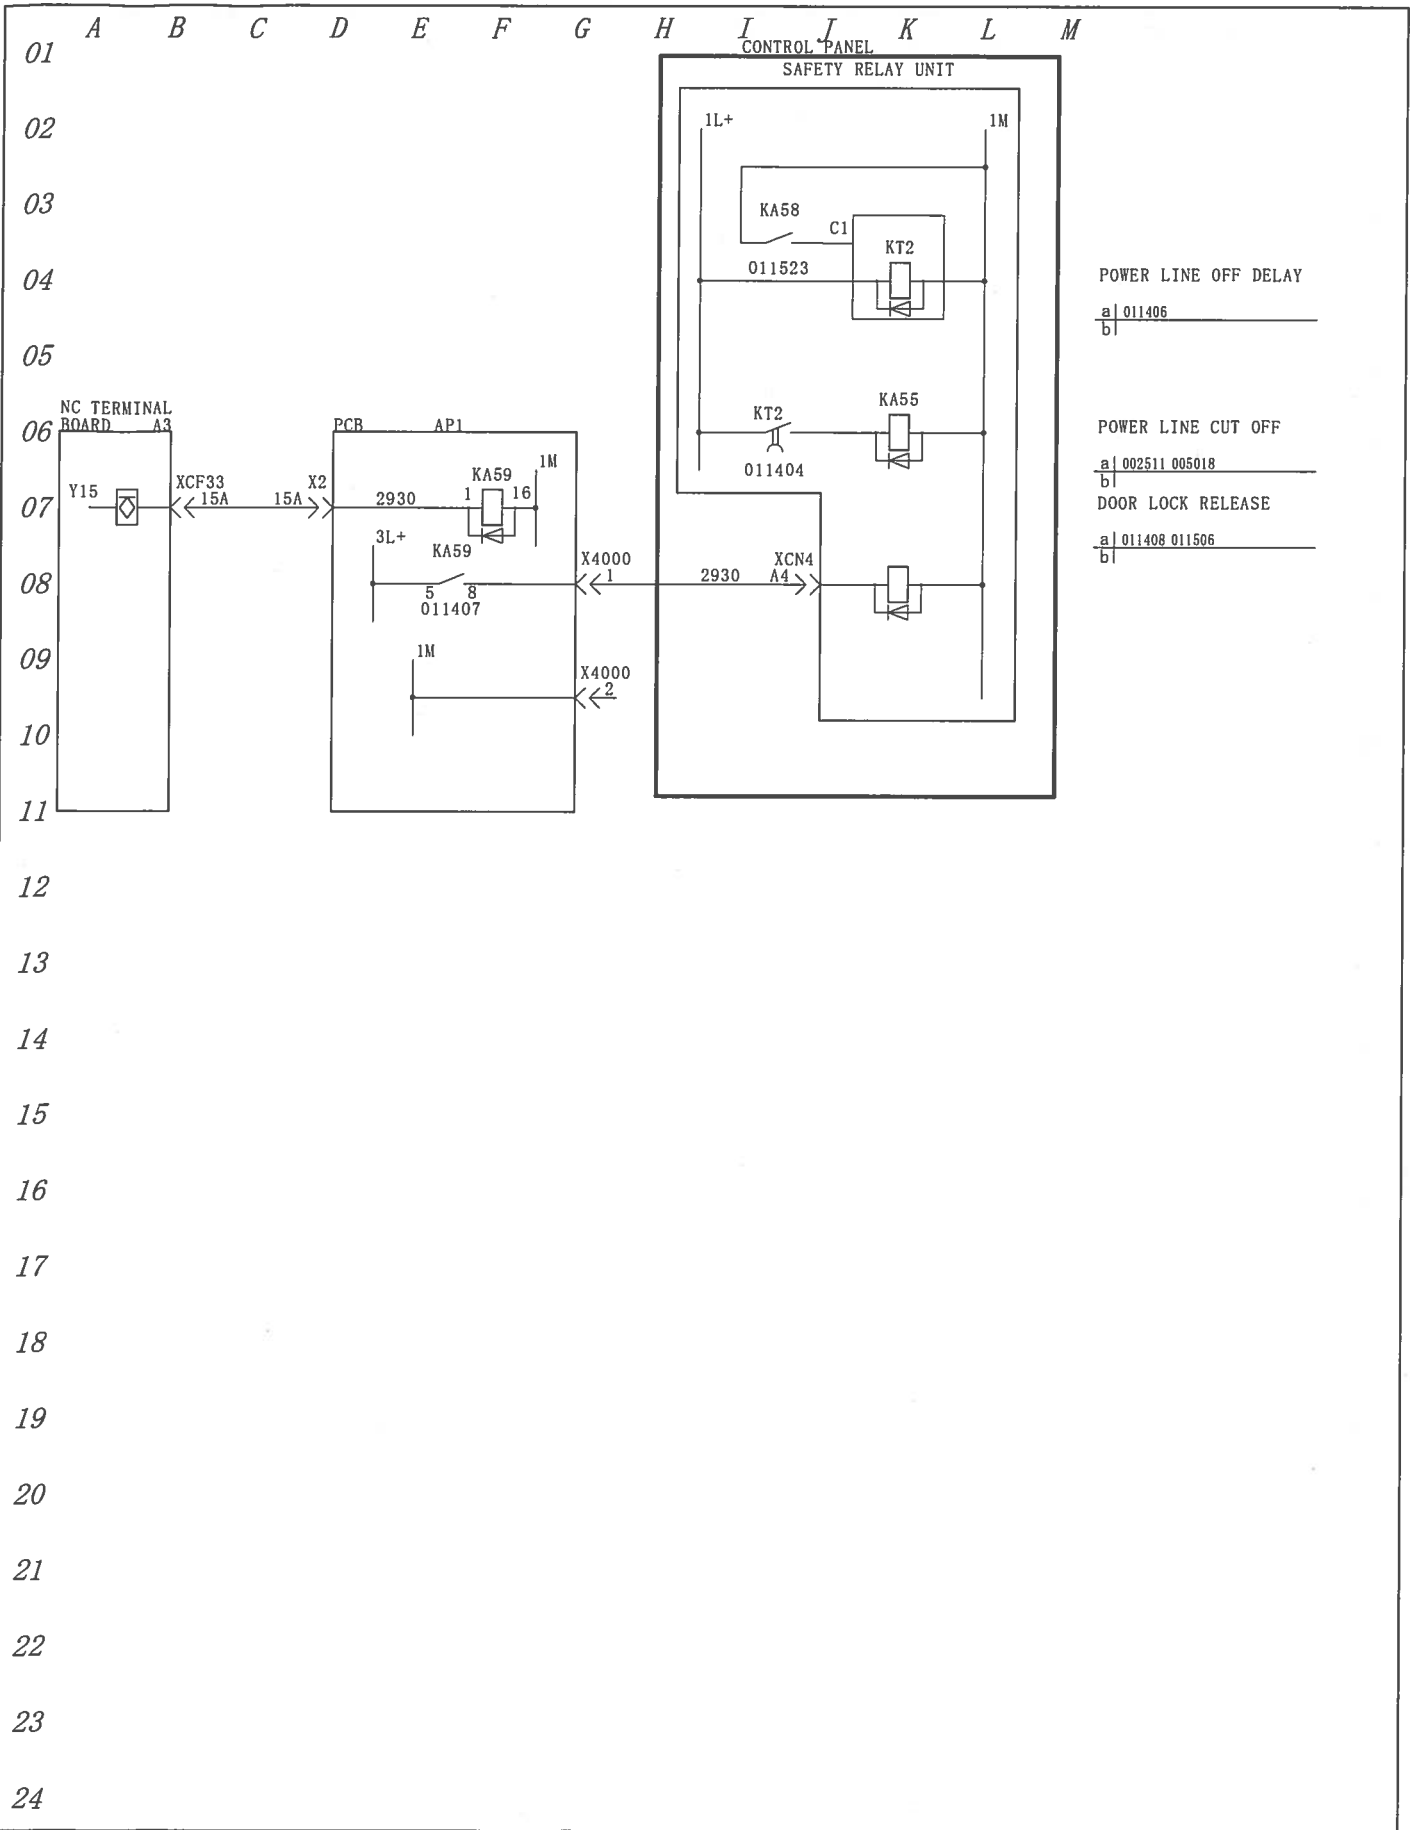 A B C D E F G H I J K L M
01
CONTROL PANEL
SAFETY RELAY UNIT
02
1L+ 1M
03
KA58
C1
KT2
011523
04
POWER LINE OFF DELAY
a 011406
b
05
NC TERMINAL
BOARD A3
06
PCB AP1
KT2
KA55
011404
POWER LINE CUT OFF
a 002511 005018
b
07
Y15
XCF33
15A 15A
X2
2930
1 KA59 16
1M
DOOR LOCK RELEASE
a 011408 011506
b
08
3L+
KA59
5 8
011407
X4000
1
2930
XCN4
A4
09
1M
X4000
2
10
11
12
13
14
15
16
17
18
19
20
21
22
23
24